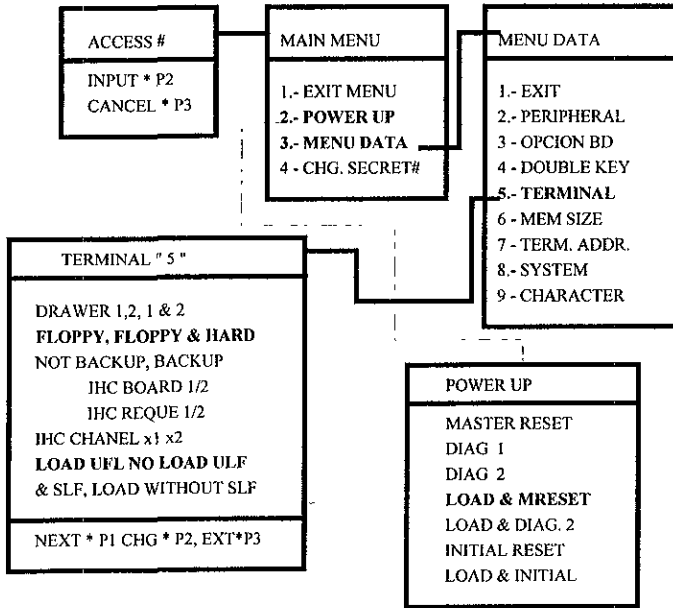 ACCESS #
INPUT * P2
CANCEL * P3
MAIN MENU
1.- EXIT MENU
2.- POWER UP
3.- MENU DATA
4 - CHG. SECRET#
MENU DATA
1.- EXIT
2.- PERIPHERAL
3 - OPCION BD
4 - DOUBLE KEY
5.- TERMINAL
6 - MEM SIZE
7 - TERM. ADDR.
8.- SYSTEM
9 - CHARACTER
TERMINAL " 5 "
DRAWER 1,2, 1 & 2
FLOPPY, FLOPPY & HARD
NOT BACKUP, BACKUP
IHC BOARD 1/2
IHC REQUE 1/2
IHC CHANEL x1 x2
LOAD UFL NO LOAD ULF
& SLF, LOAD WITHOUT SLF
NEXT * P1 CHG * P2, EXT*P3
POWER UP
MASTER RESET
DIAG 1
DIAG 2
LOAD & MRESET
LOAD & DIAG. 2
INITIAL RESET
LOAD & INITIAL